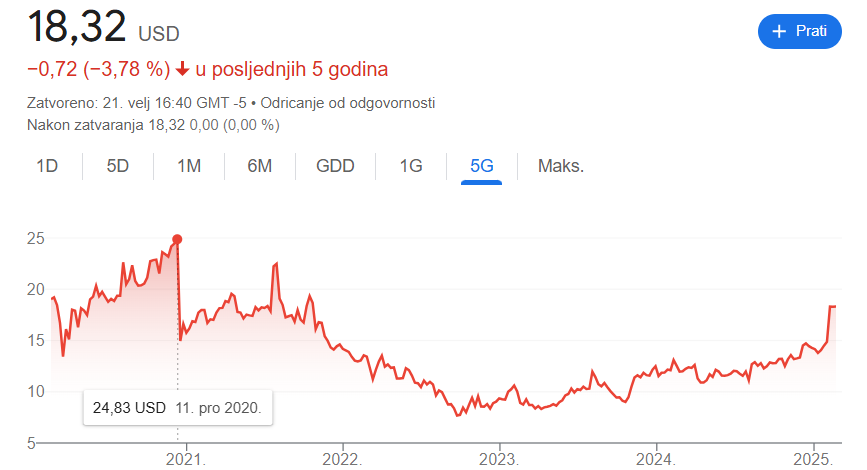 18,32 USD
+ Prati
−0,72 (−3,78 %) ↓ u posljednjih 5 godina
Zatvoreno: 21. velj 16:40 GMT -5 • Odricanje od odgovornosti
Nakon zatvaranja 18,32 0,00 (0,00 %)
1D 5D 1M 6M GDD 1G 5G Maks.
25
20
15
10
5
24,83 USD 11. pro 2020.
2021. 2022. 2023. 2024. 2025.